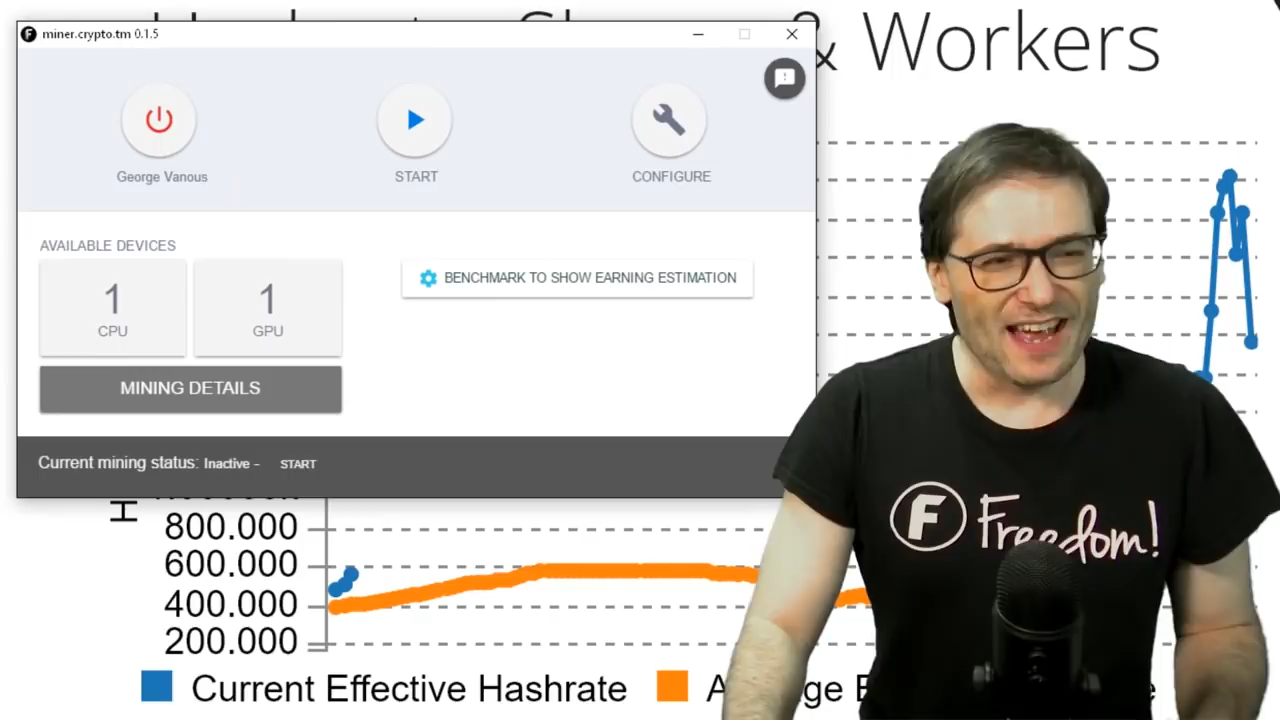 & Workers
miner.crypto.tm 0.1.5
George Vanous
START
CONFIGURE
AVAILABLE DEVICES
1
CPU
1
GPU
BENCHMARK TO SHOW EARNING ESTIMATION
MINING DETAILS
Current mining status: Inactive - START
H
800.000
600.000
400.000
200.000
Current Effective Hashrate
F Freedom!